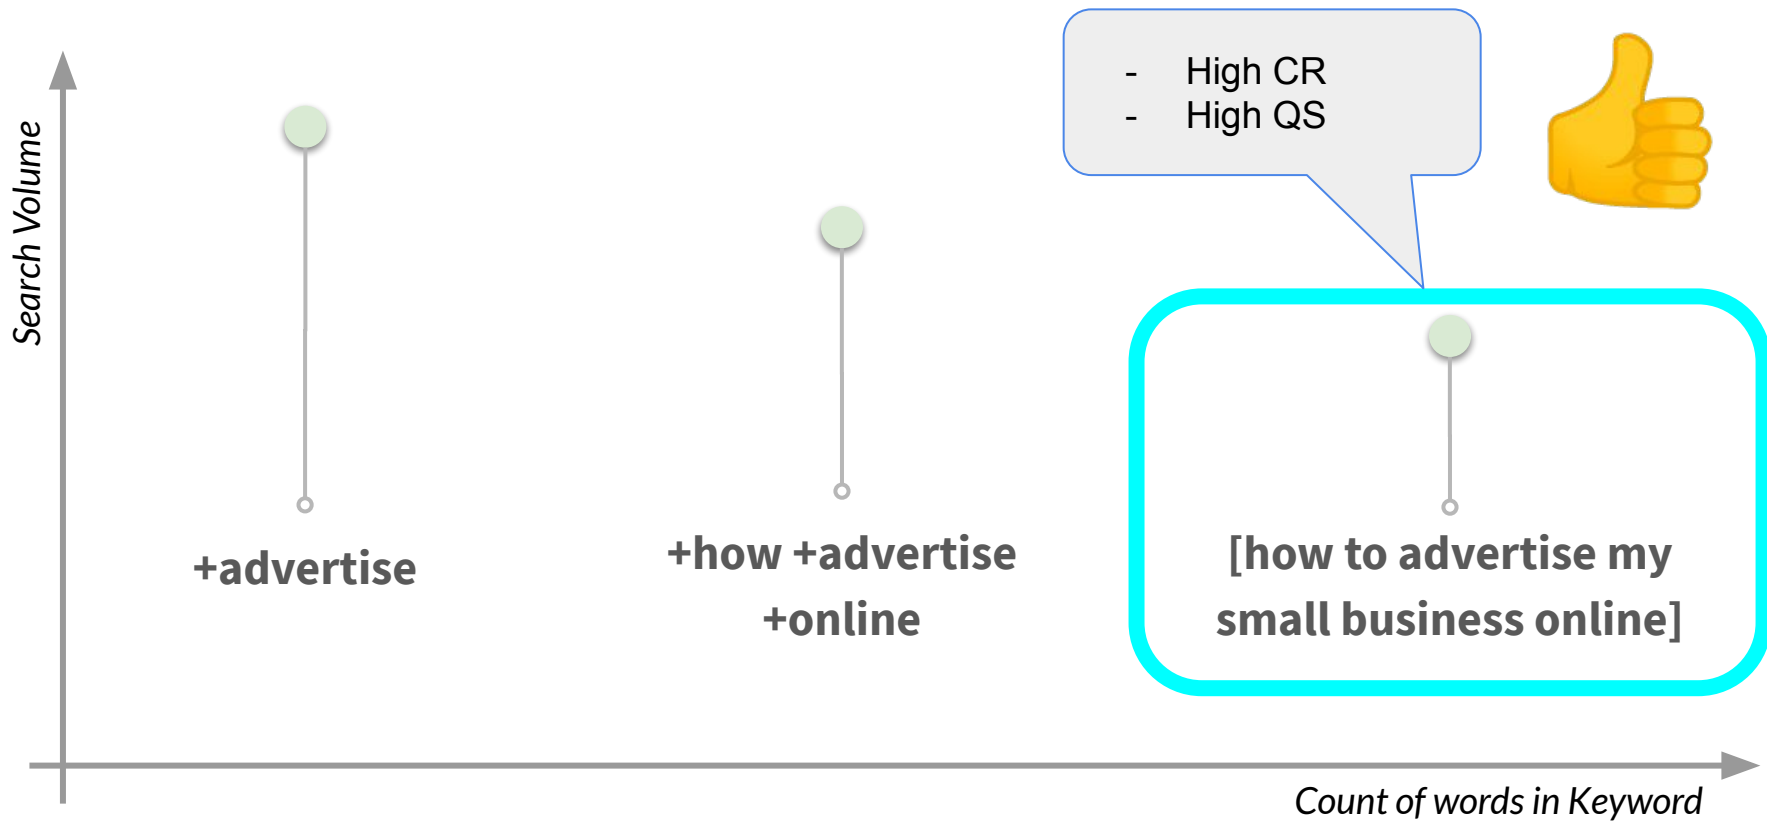 - High CR
- High QS
Search Volume
+advertise
+how +advertise
+online
[how to advertise my
small business online]
Count of words in Keyword